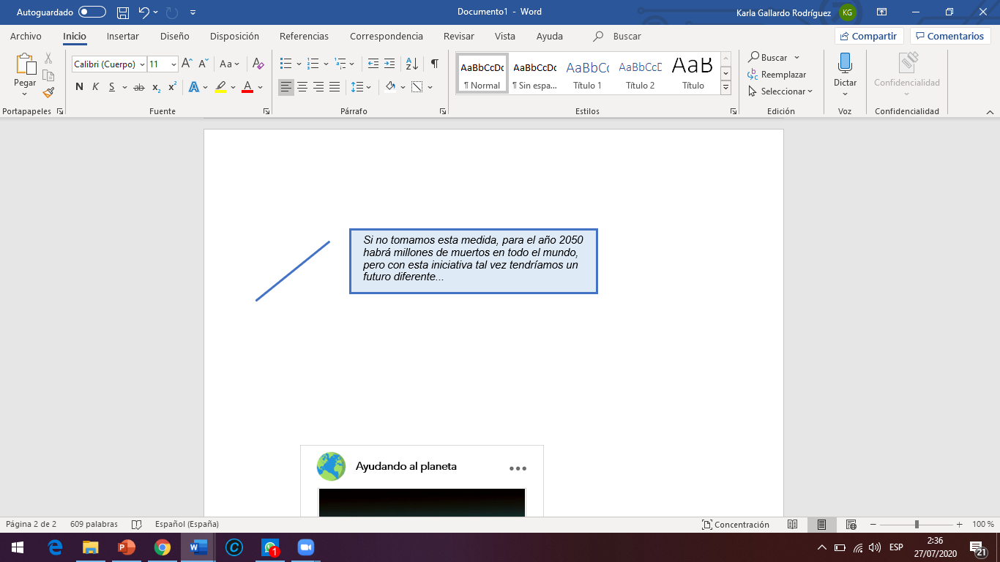 Autoguardado
Documento1 - Word
Karla Gallardo Rodríguez
KG
Archivo Inicio Insertar Diseño Disposición Referencias Correspondencia Revisar Vista Ayuda Buscar
Compartir Comentarios
Pegar
Calibri (Cuerpo) 11
N K S ab x₂ x²
AaBbCcDc AaBbCcDc AaBbCc AaBbCcD AaB
¶ Normal ¶ Sin espa... Título 1 Título 2 Título
Buscar
Reemplazar
Seleccionar
Dictar
Confidencialidad
Portapapeles Fuente Párrafo Estilos Edición Voz Confidencialidad
Si no tomamos esta medida, para el año 2050
habrá millones de muertos en todo el mundo,
pero con esta iniciativa tal vez tendríamos un
futuro diferente...
Ayudando al planeta
Página 2 de 2 609 palabras Español (España) Concentración 100 %
ESP
2:36
27/07/2020
1
21